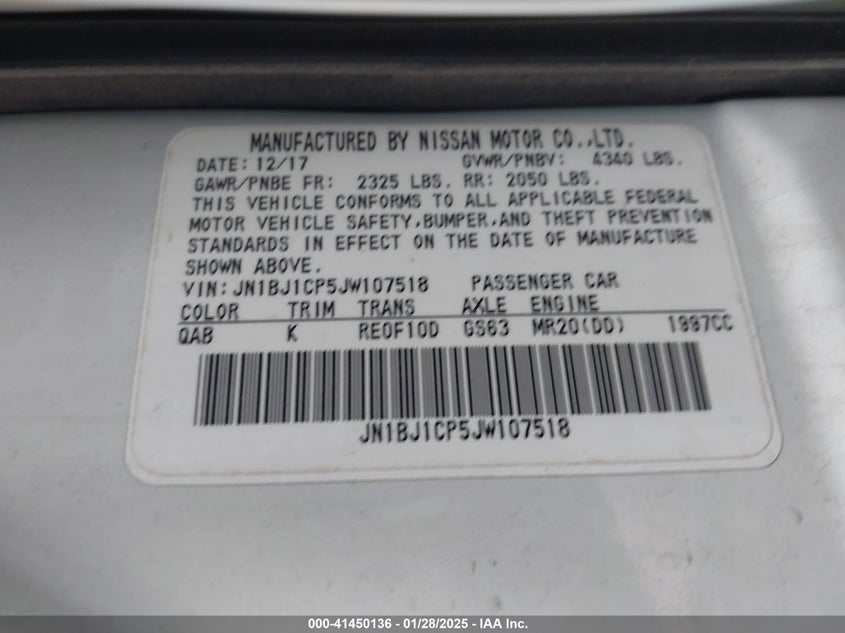 MANUFACTURED BY NISSAN MOTOR CO.,LTD.
DATE: 12/17 GVWR/PNBV: 4340 LBS.
GAWR/PNBE FR: 2325 LBS. RR: 2050 LBS.
THIS VEHICLE CONFORMS TO ALL APPLICABLE FEDERAL
MOTOR VEHICLE SAFETY,BUMPER,AND THEFT PREVENTION
STANDARDS IN EFFECT ON THE DATE OF MANUFACTURE
SHOWN ABOVE.
VIN: JN1BJ1CP5JW107518 PASSENGER CAR
COLOR TRIM TRANS AXLE ENGINE
QAB K RE0F10D GS63 MR20(DD) 1997CC
JN1BJ1CP5JW107518
000-41450136 - 01/28/2025 - IAA Inc.